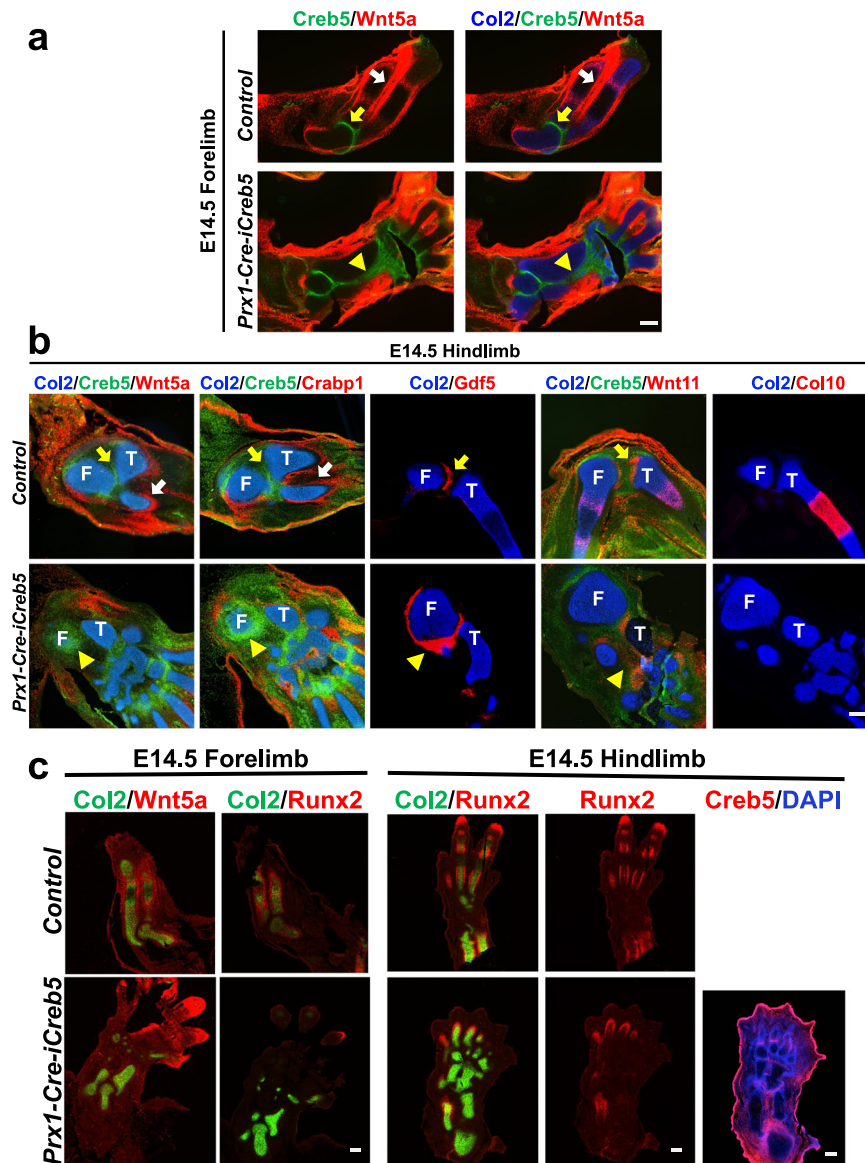 a
Creb5/Wnt5a
Col2/Creb5/Wnt5a
E14.5 Forelimb
Control
Prx1-Cre-iCreb5
b
E14.5 Hindlimb
Col2/Creb5/Wnt5a
Col2/Creb5/Crabp1
Col2/Gdf5
Col2/Creb5/Wnt11
Col2/Col10
Control
F
T
F
T
F
T
F
T
F
T
Prx1-Cre-iCreb5
F
T
F
T
F
T
F
T
F
T
c
E14.5 Forelimb
E14.5 Hindlimb
Col2/Wnt5a
Col2/Runx2
Col2/Runx2
Runx2
Creb5/DAPI
Control
Prx1-Cre-iCreb5